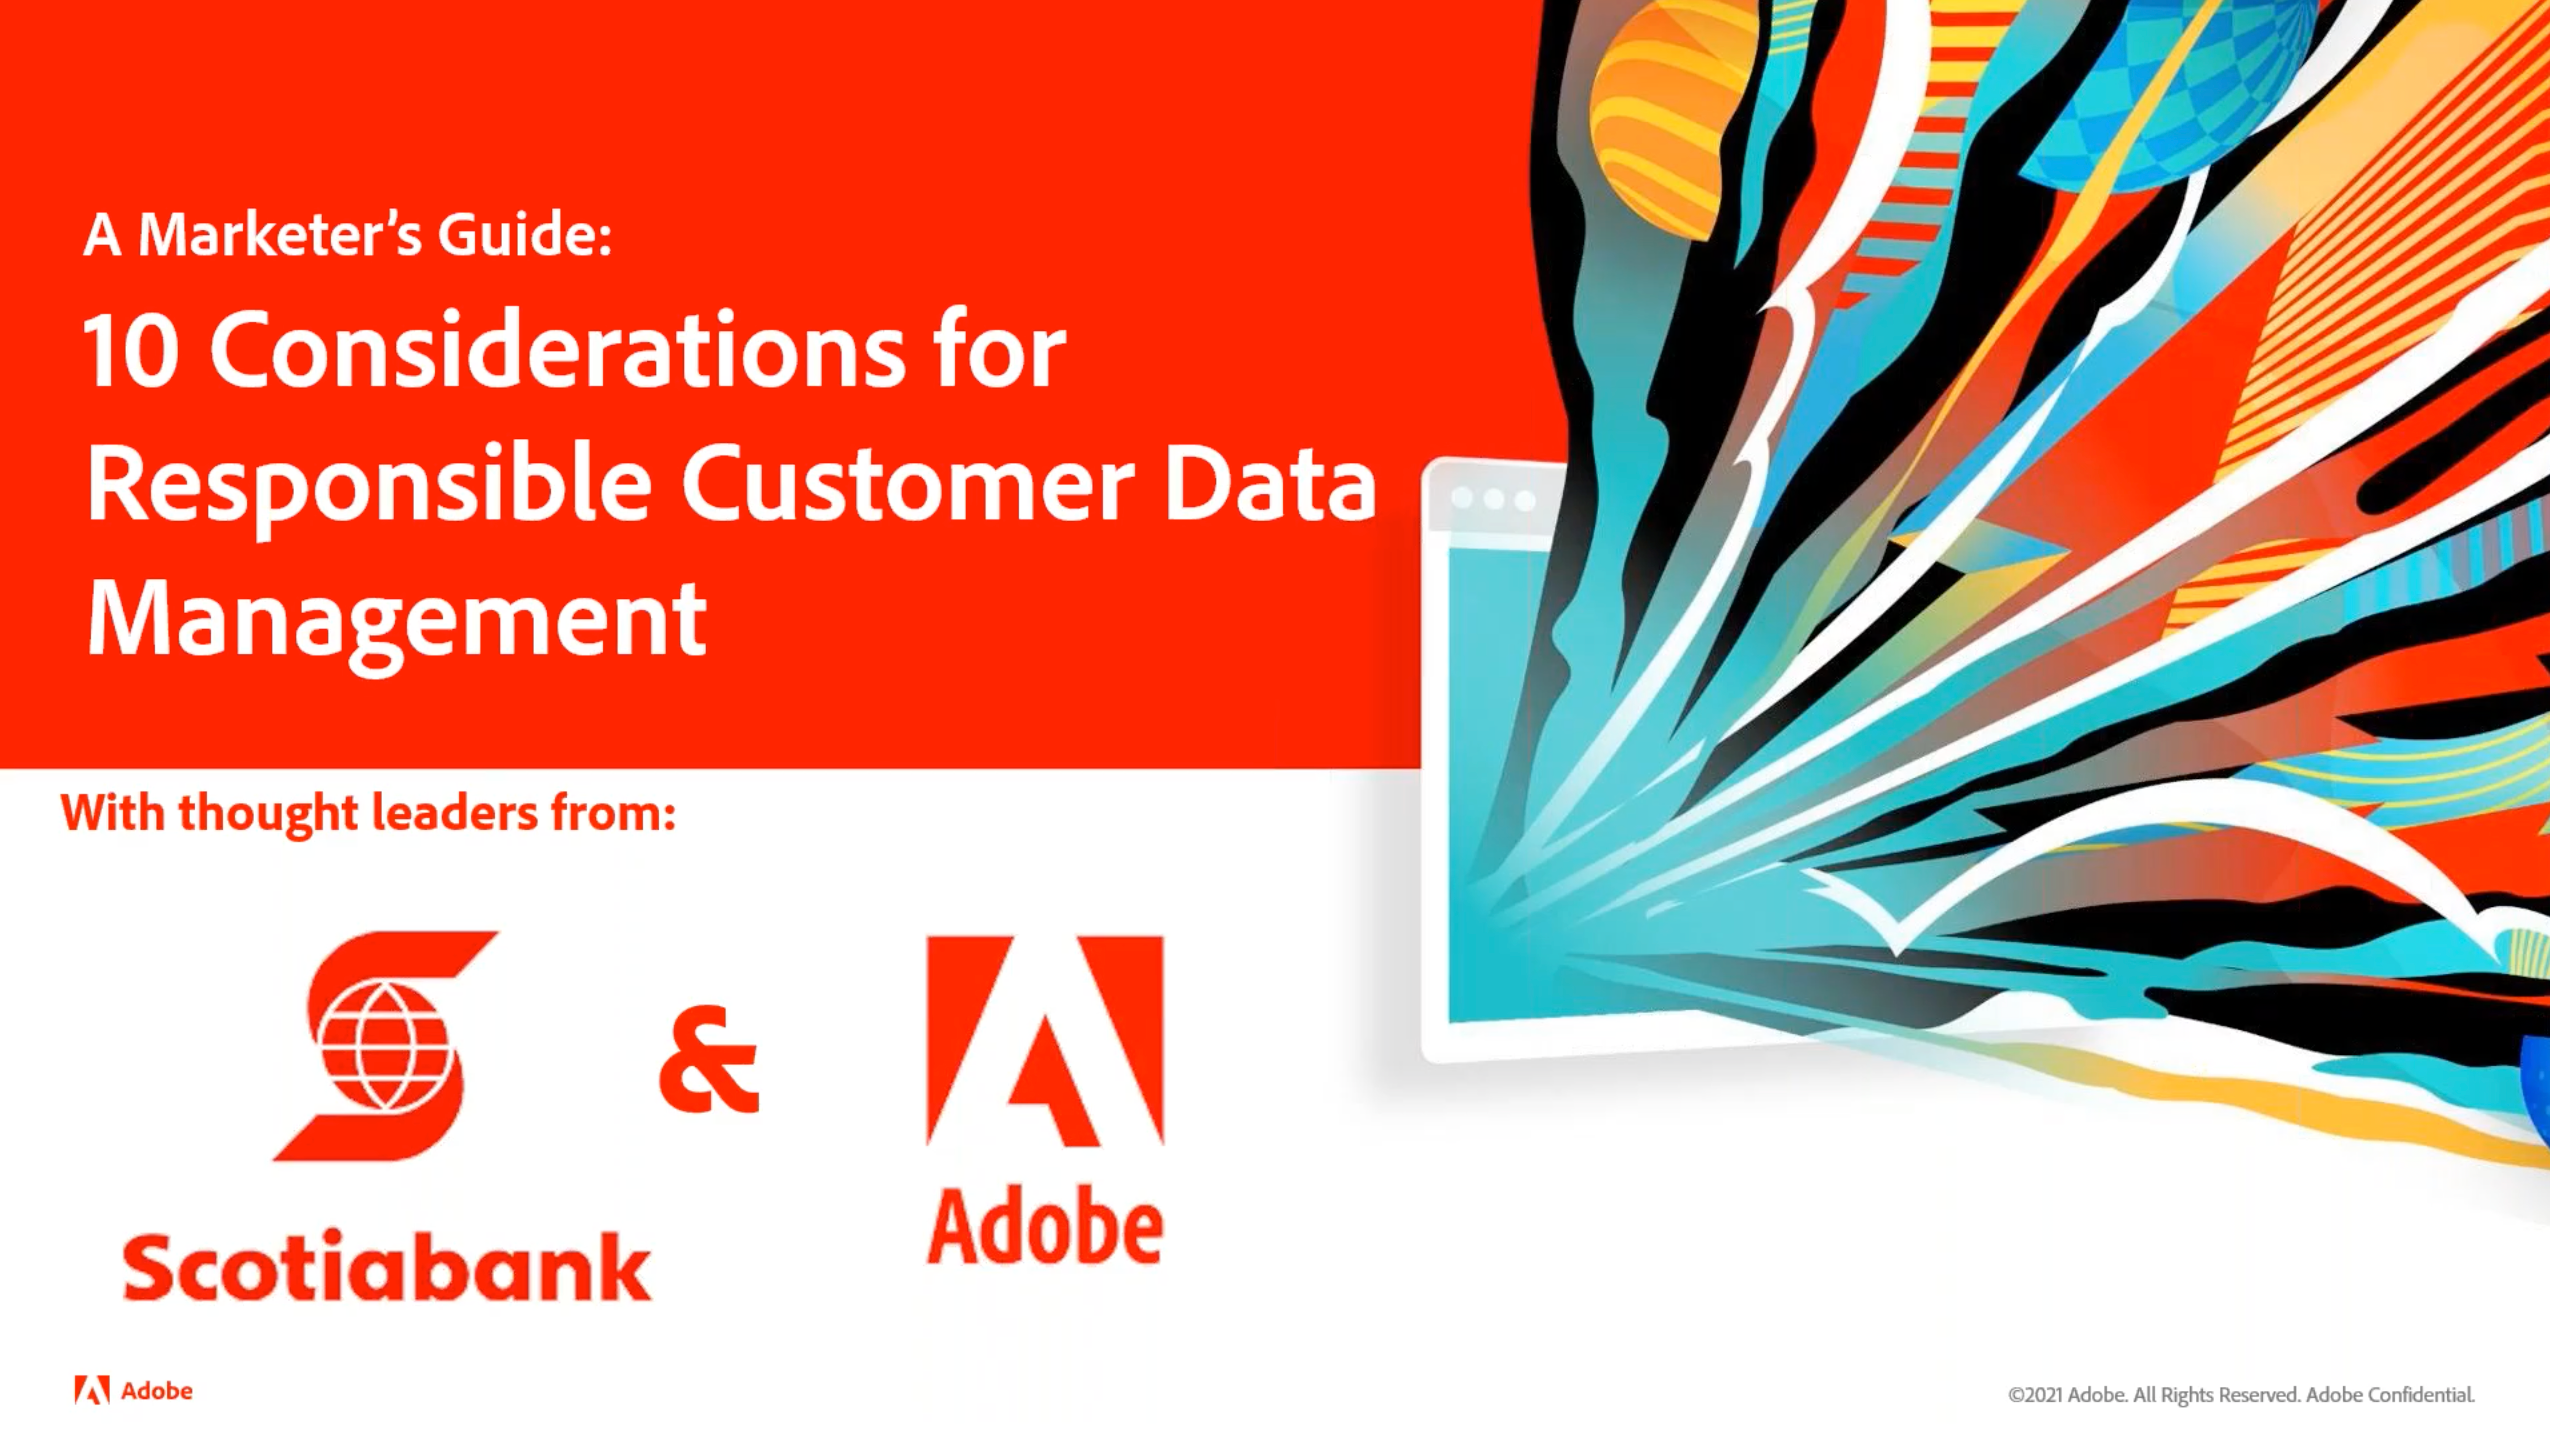 A Marketer’s Guide:
10 Considerations for
Responsible Customer Data
Management
With thought leaders from:
&
Scotiabank
Adobe
Adobe
©2021 Adobe. All Rights Reserved. Adobe Confidential.